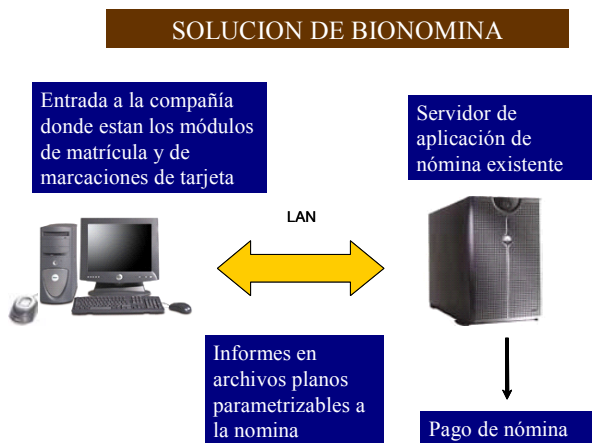 SOLUCION DE BIONOMINA
Entrada a la compañía
donde estan los módulos
de matrícula y de
marcaciones de tarjeta
Servidor de
aplicación de
nómina existente
LAN
Informes en
archivos planos
parametrizables a
la nomina
Pago de nómina